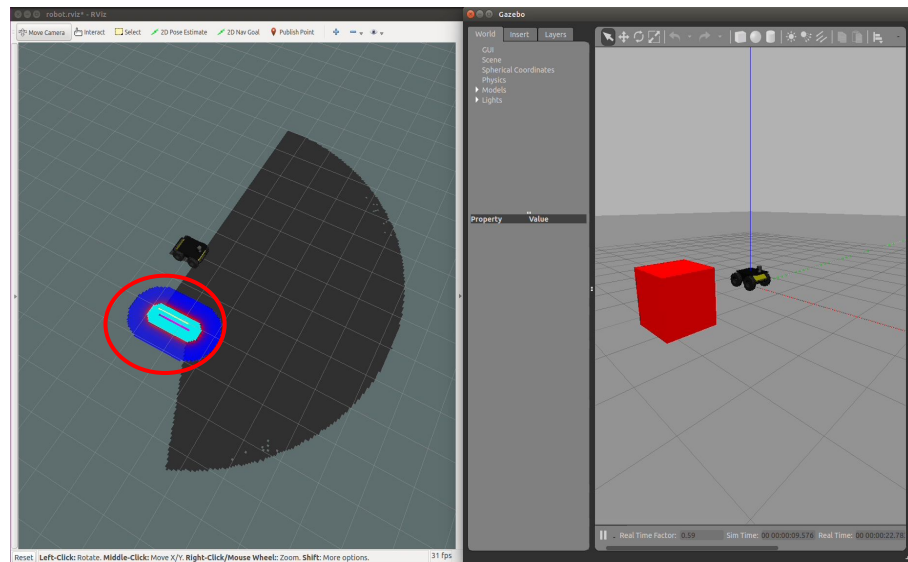 robot.rviz* - RViz
Move Camera Interact Select 2D Pose Estimate 2D Nav Goal Publish Point
Reset Left-Click: Rotate. Middle-Click: Move X/Y. Right-Click/Mouse Wheel:: Zoom. Shift: More options. 31 fps
Gazebo
World Insert Layers
GUI
Scene
Spherical Coordinates
Physics
Models
Lights
Property Value
Real Time Factor: 0.59 Sim Time: 00 00:00:09.578 Real Time: 00 00:00:22.78